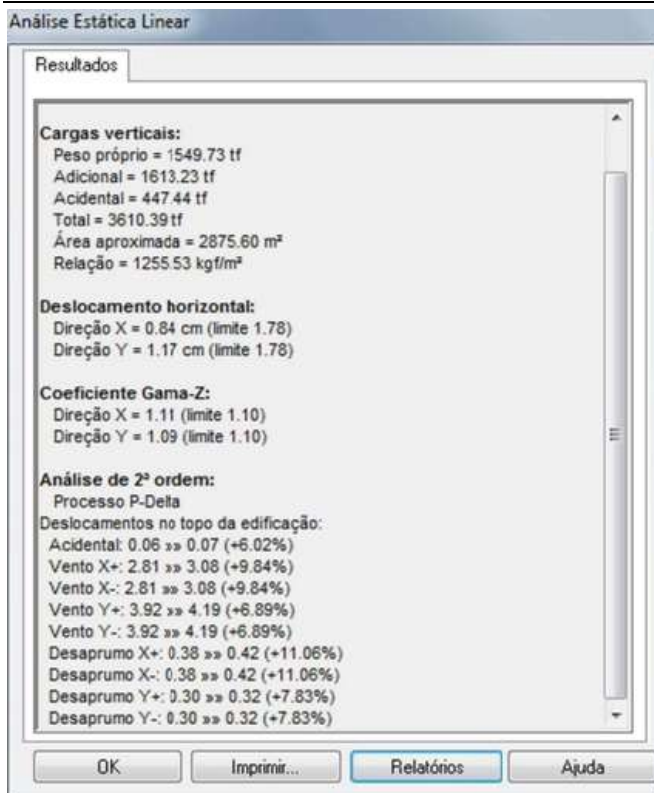 Análise Estática Linear
Resultados
Cargas verticais:
Peso próprio = 1549.73 tf
Adicional = 1613.23 tf
Acidental = 447.44 tf
Total = 3610.39 tf
Área aproximada = 2875.60 m²
Relação = 1255.53 kgf/m²
Deslocamento horizontal:
Direção X = 0.84 cm (limite 1.78)
Direção Y = 1.17 cm (limite 1.78)
Coeficiente Gama-Z:
Direção X = 1.11 (limite 1.10)
Direção Y = 1.09 (limite 1.10)
Análise de 2ª ordem:
Processo P-Delta
Deslocamentos no topo da edificação:
Acidental: 0.06 »» 0.07 (+6.02%)
Vento X+: 2.81 »» 3.08 (+9.84%)
Vento X-: 2.81 »» 3.08 (+9.84%)
Vento Y+: 3.92 »» 4.19 (+6.89%)
Vento Y-: 3.92 »» 4.19 (+6.89%)
Desaprumo X+: 0.38 »» 0.42 (+11.06%)
Desaprumo X-: 0.38 »» 0.42 (+11.06%)
Desaprumo Y+: 0.30 »» 0.32 (+7.83%)
Desaprumo Y-: 0.30 »» 0.32 (+7.83%)
OK Imprimir... Relatórios Ajuda